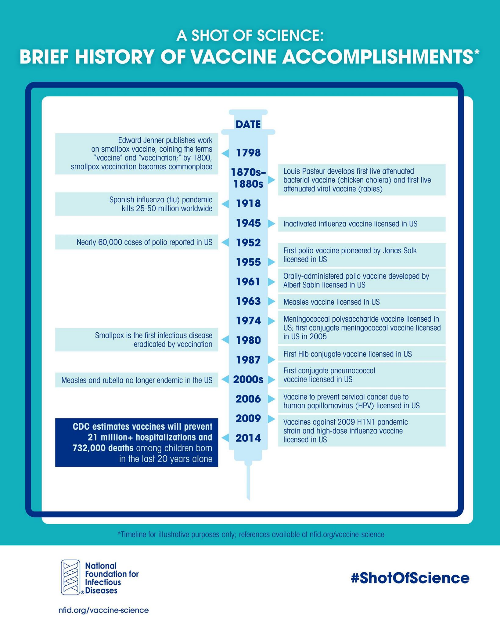 A SHOT OF SCIENCE:
BRIEF HISTORY OF VACCINE ACCOMPLISHMENTS*
DATE
Edward Jenner publishes work
on smallpox vaccine, coining the terms
"vaccine" and "vaccination;" by 1800,
smallpox vaccination becomes commonplace
1798
1870s–
1880s
Louis Pasteur develops first live attenuated
bacterial vaccine (chicken cholera) and first live
attenuated viral vaccine (rabies)
Spanish influenza (flu) pandemic
kills 25-50 million worldwide
1918
1945
Inactivated influenza vaccine licensed in US
Nearly 60,000 cases of polio reported in US
1952
1955
First polio vaccine pioneered by Jonas Salk
licensed in US
1961
Orally-administered polio vaccine developed by
Albert Sabin licensed in US
1963
Measles vaccine licensed in US
1974
Meningococcal polysaccharide vaccine licensed in
US; first conjugate meningococcal vaccine licensed
in US in 2005
Smallpox is the first infectious disease
eradicated by vaccination
1980
1987
First Hib conjugate vaccine licensed in US
Measles and rubella no longer endemic in the US
2000s
First conjugate pneumococcal
vaccine licensed in US
2006
vaccine to prevent cervical cancer due to
human papillomavirus (HPV) licensed in US
2009
vaccines against 2009 H1N1 pandemic
strain and high-dose influenza vaccine
licensed in US
CDC estimates vaccines will prevent
21 million+ hospitalizations and
732,000 deaths among children born
in the last 20 years alone
2014
*Timeline for illustrative purposes only; references available at nfid.org/vaccine-science
National
Foundation for
Infectious
Diseases
#ShotOfScience
nfid.org/vaccine-science